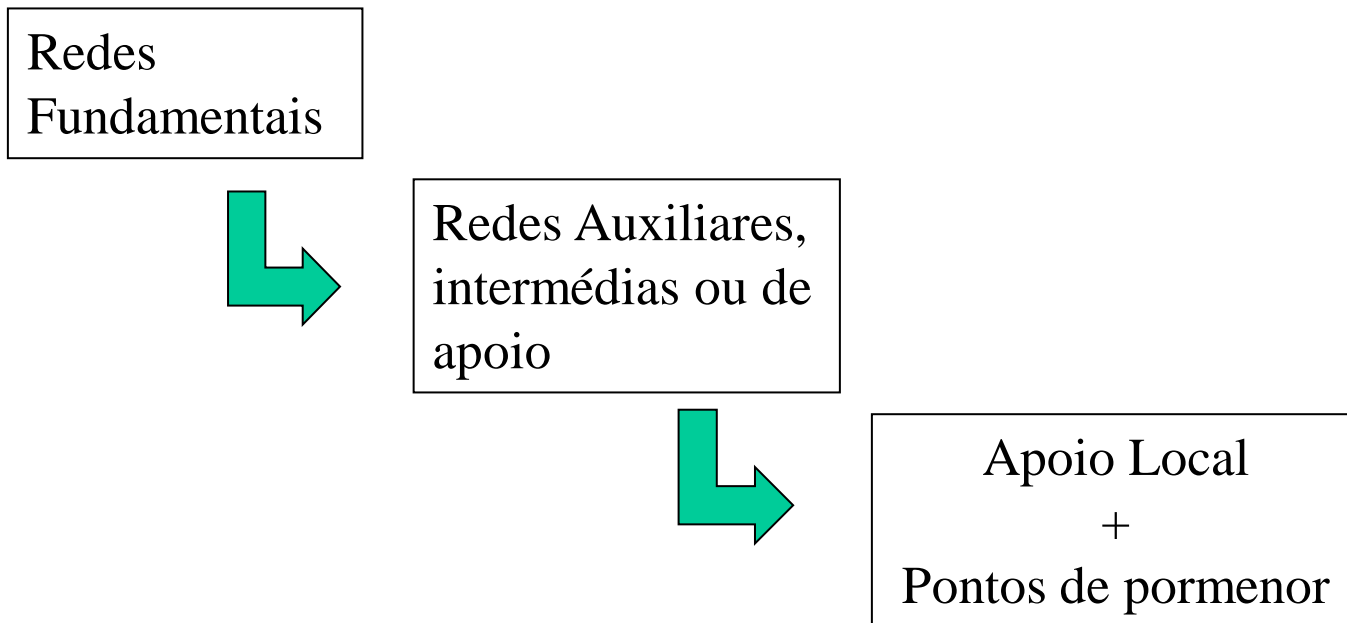 Redes
Fundamentais
Redes Auxiliares,
intermédias ou de
apoio
Apoio Local
+
Pontos de pormenor